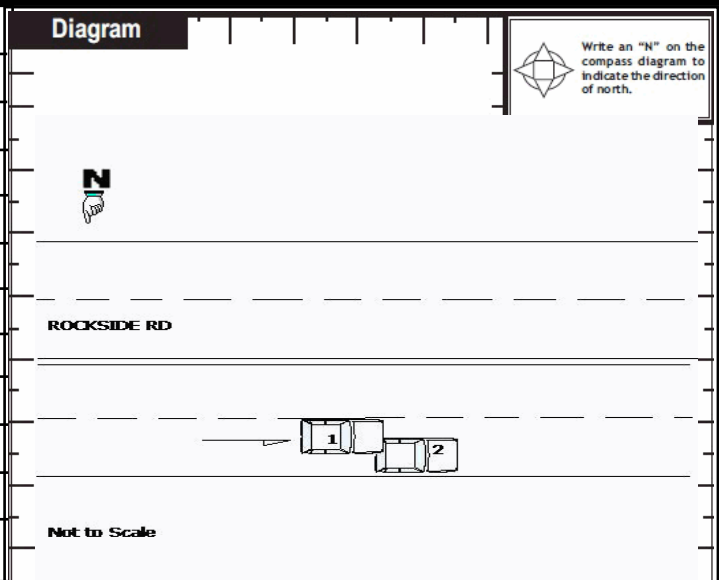 Diagram
Write an “N” on the
compass diagram to
indicate the direction
of north.
N
ROCKSIDE RD
1
2
Not to Scale